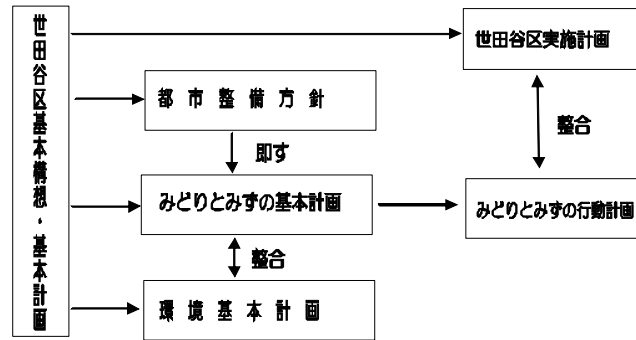 世田谷区基本構想・基本計画
世田谷区実施計画
都市整備方針
整合
即す
みどりとみずの基本計画
みどりとみずの行動計画
整合
環境基本計画